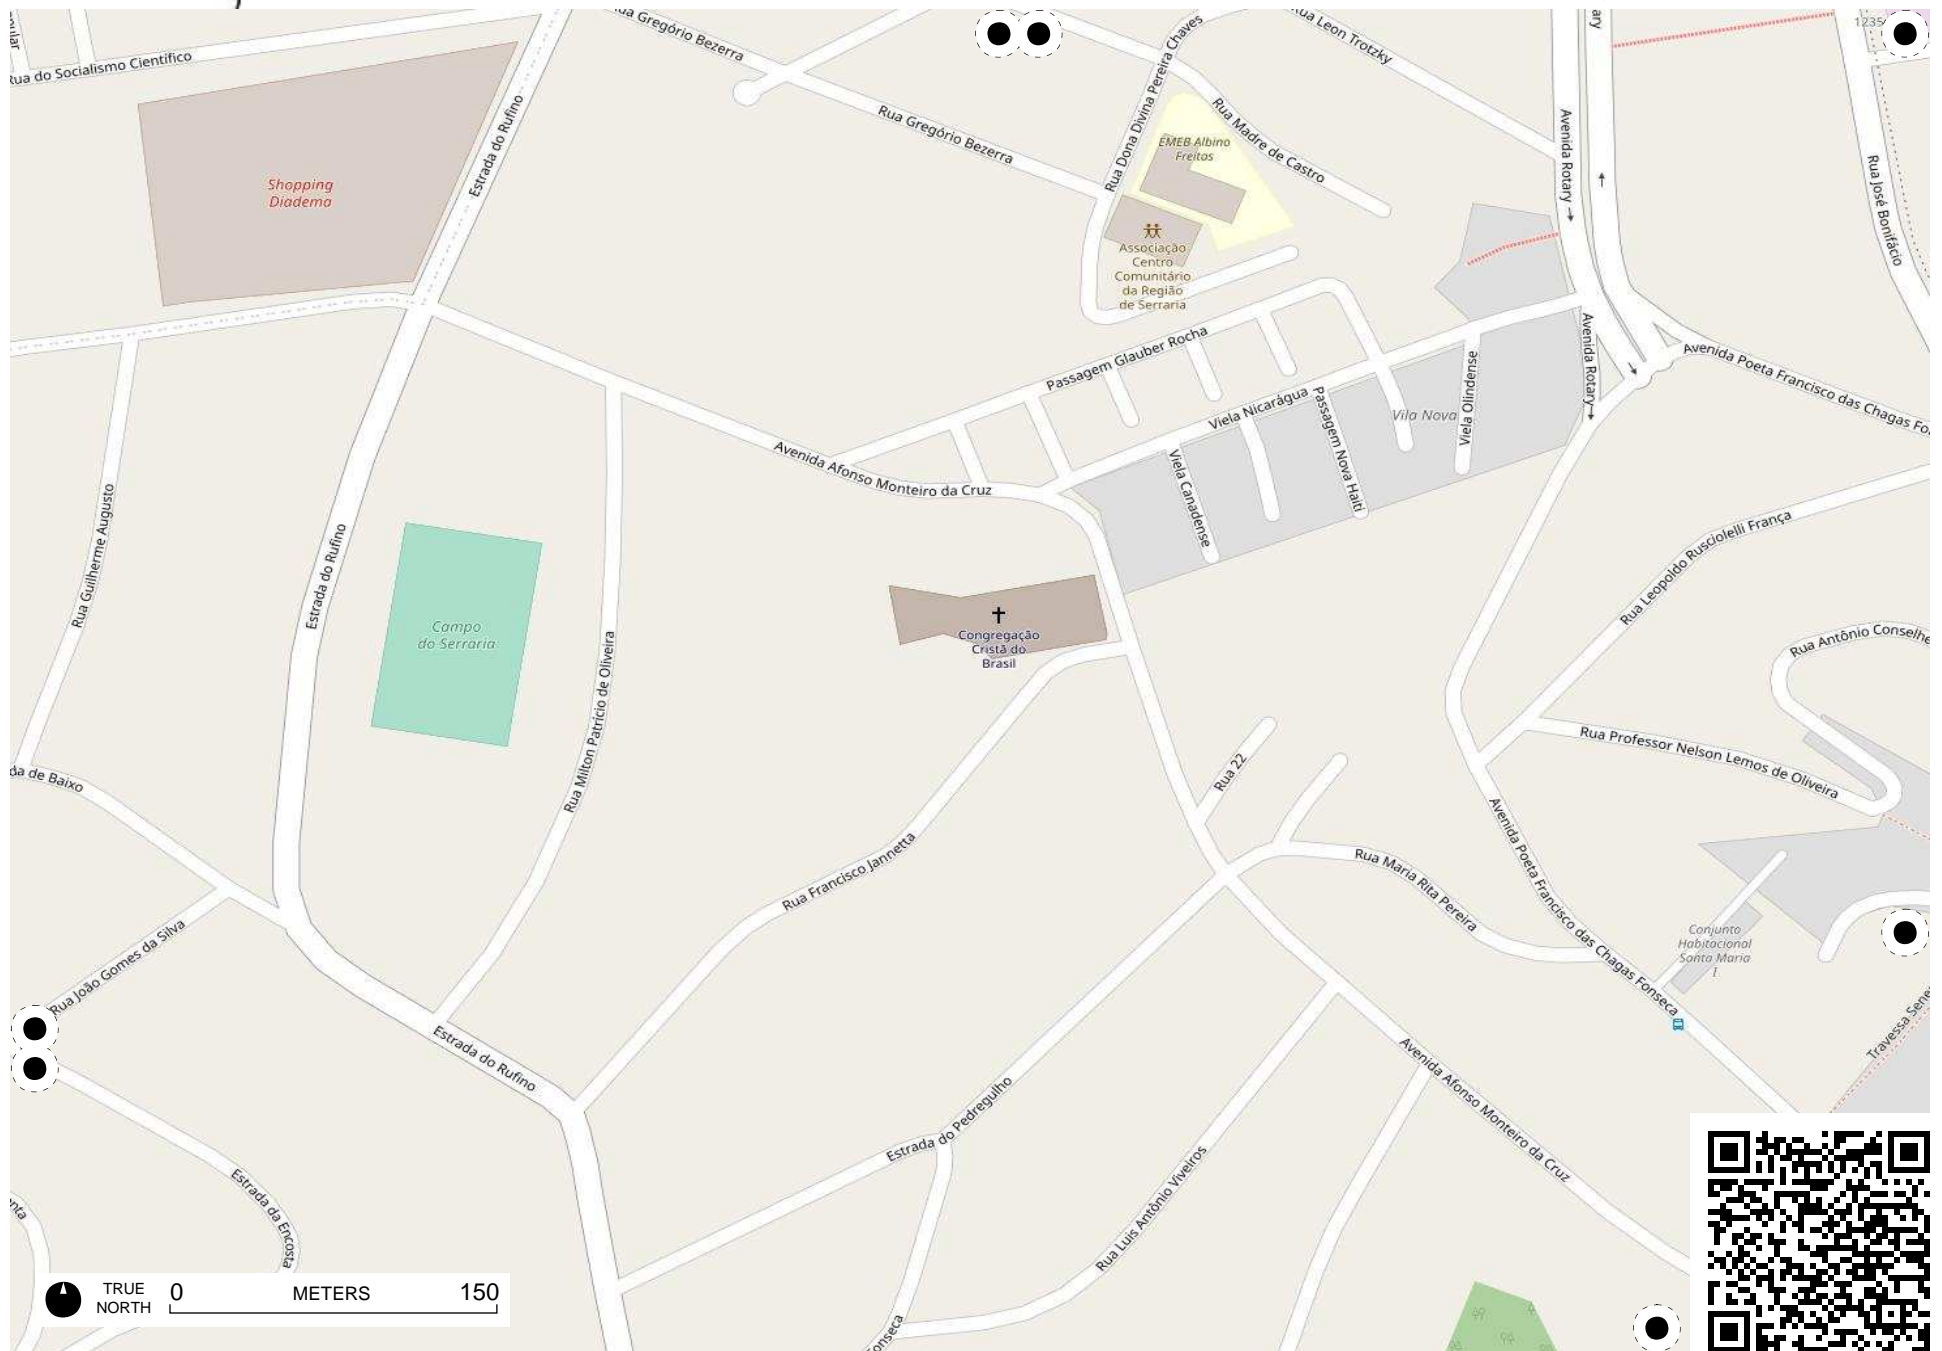 Rua do Socialismo Científico
Rua Gregório Bezerra
Rua Leon Trotzky
Rua Dona Divina Pereira Chaves
Estrada do Rufino
Rua Gregório Bezerra
Rua Madre de Castro
EMEB Albino
Freitas
Avenida Rotary
Rua José Bonifácio
1235
Shopping
Diadema
Associação
Centro
Comunitário
da Região
de Serraria
Passagem Glauber Rocha
Avenida Rotary
Avenida Poeta Francisco das Chagas Fo
Viela Nicarágua
Passagem Nova Haiti
Vila Nova
Viela Olindense
Avenida Afonso Monteiro da Cruz
Viela Canadense
Rua Guilherme Augusto
Estrada do Rufino
Rua Leopoldo Rusciolelli França
Campo
do Serraria
Rua Milton Patrício de Oliveira
Congregação
Cristã do
Brasil
Rua Antônio Conselhe
Rua Professor Nelson Lemos de Oliveira
da de Baixo
Rua 22
Rua Francisco Jannetta
Rua Maria Rita Pereira
Avenida Poeta Francisco das Chagas Fonseca
Conjunto
Habitacional
Santa Maria
I
Rua João Gomes da Silva
Estrada do Rufino
Travessa Sene
Avenida Afonso Monteiro da Cruz
Estrada do Pedregulho
Rua Luis Antônio Viveiros
Estrada da Encosta
onseca
TRUE
NORTH
0 METERS 150